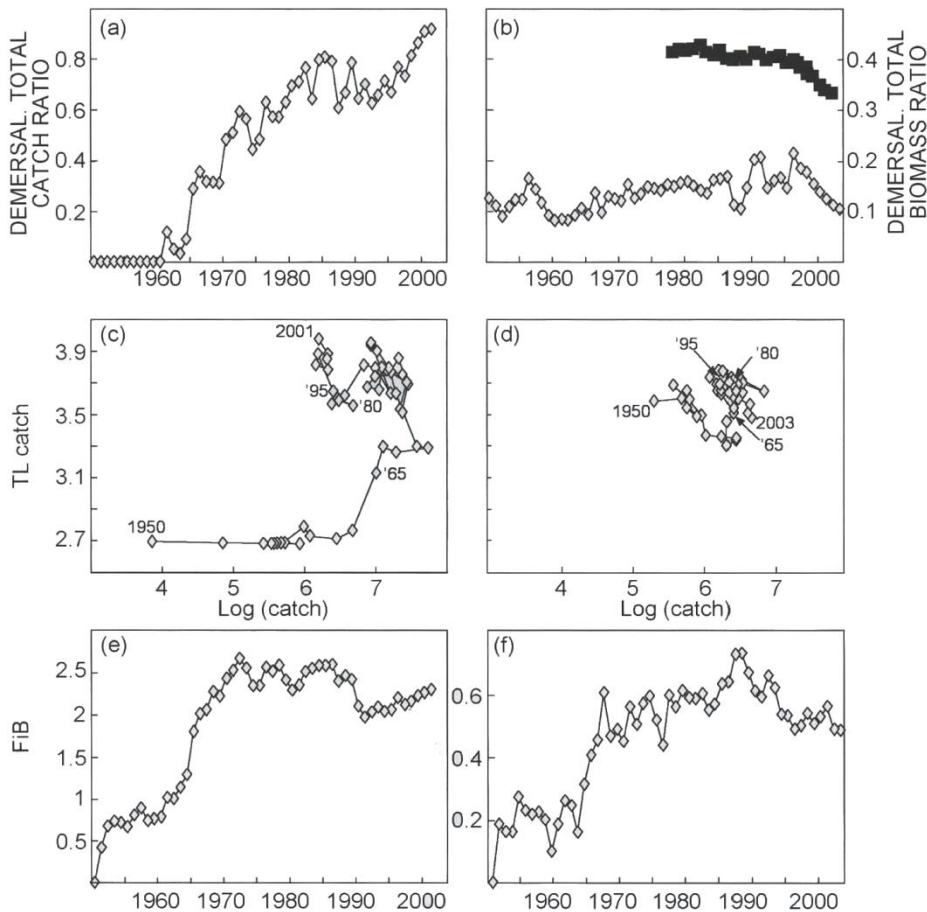 (a)
DEMERSAL. TOTAL
CATCH RATIO
0.8
0.6
0.4
0.2
1960 1970 1980 1990 2000
(b)
0.4
0.3
0.2
0.1
DEMERSAL. TOTAL
BIOMASS RATIO
1960 1970 1980 1990 2000
(c)
TL catch
3.9
3.5
3.1
2.7
2001
'95
'80
'65
1950
4 5 6 7
Log (catch)
(d)
'95
'80
1950
2003
'65
4 5 6 7
Log (catch)
(e)
FiB
2.5
2
1.5
1
0.5
1960 1970 1980 1990 2000
(f)
0.6
0.4
0.2
1960 1970 1980 1990 2000